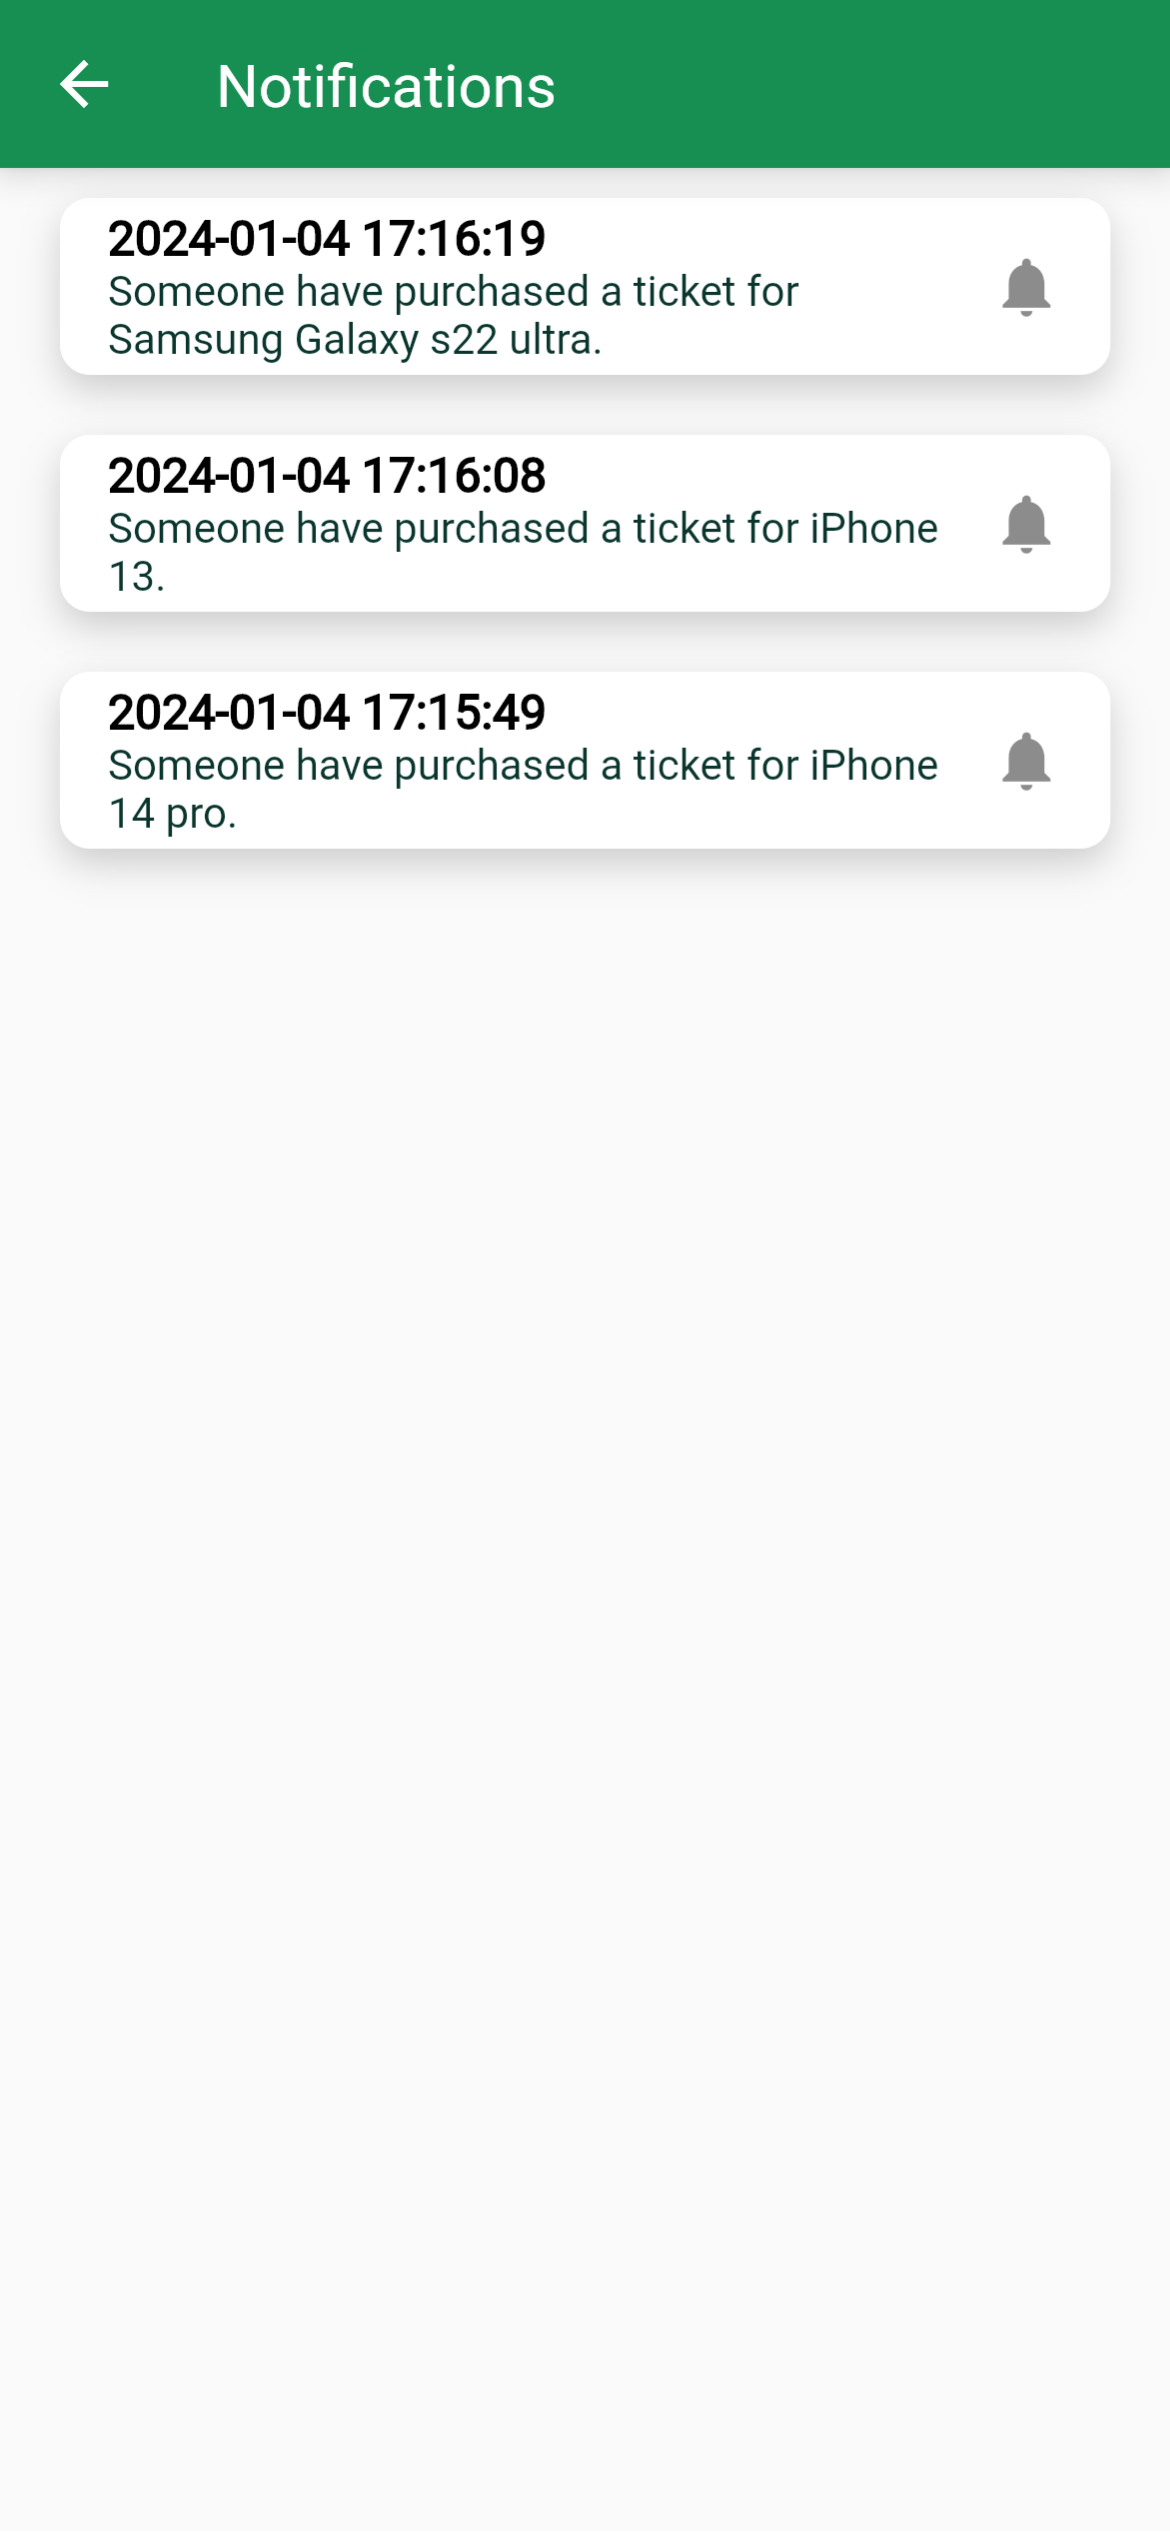 Notifications
2024-01-04 17:16:19
Someone have purchased a ticket for
Samsung Galaxy s22 ultra.
2024-01-04 17:16:08
Someone have purchased a ticket for iPhone
13.
2024-01-04 17:15:49
Someone have purchased a ticket for iPhone
14 pro.